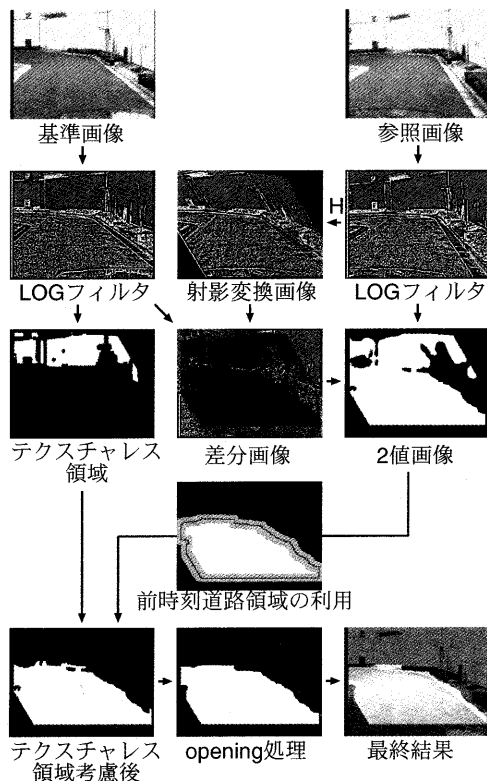 基準画像
参照画像
H
LOGフィルタ
射影変換画像
LOGフィルタ
テクスチャレス
領域
差分画像
2値画像
前時刻道路領域の利用
テクスチャレス
領域考慮後
opening処理
最終結果